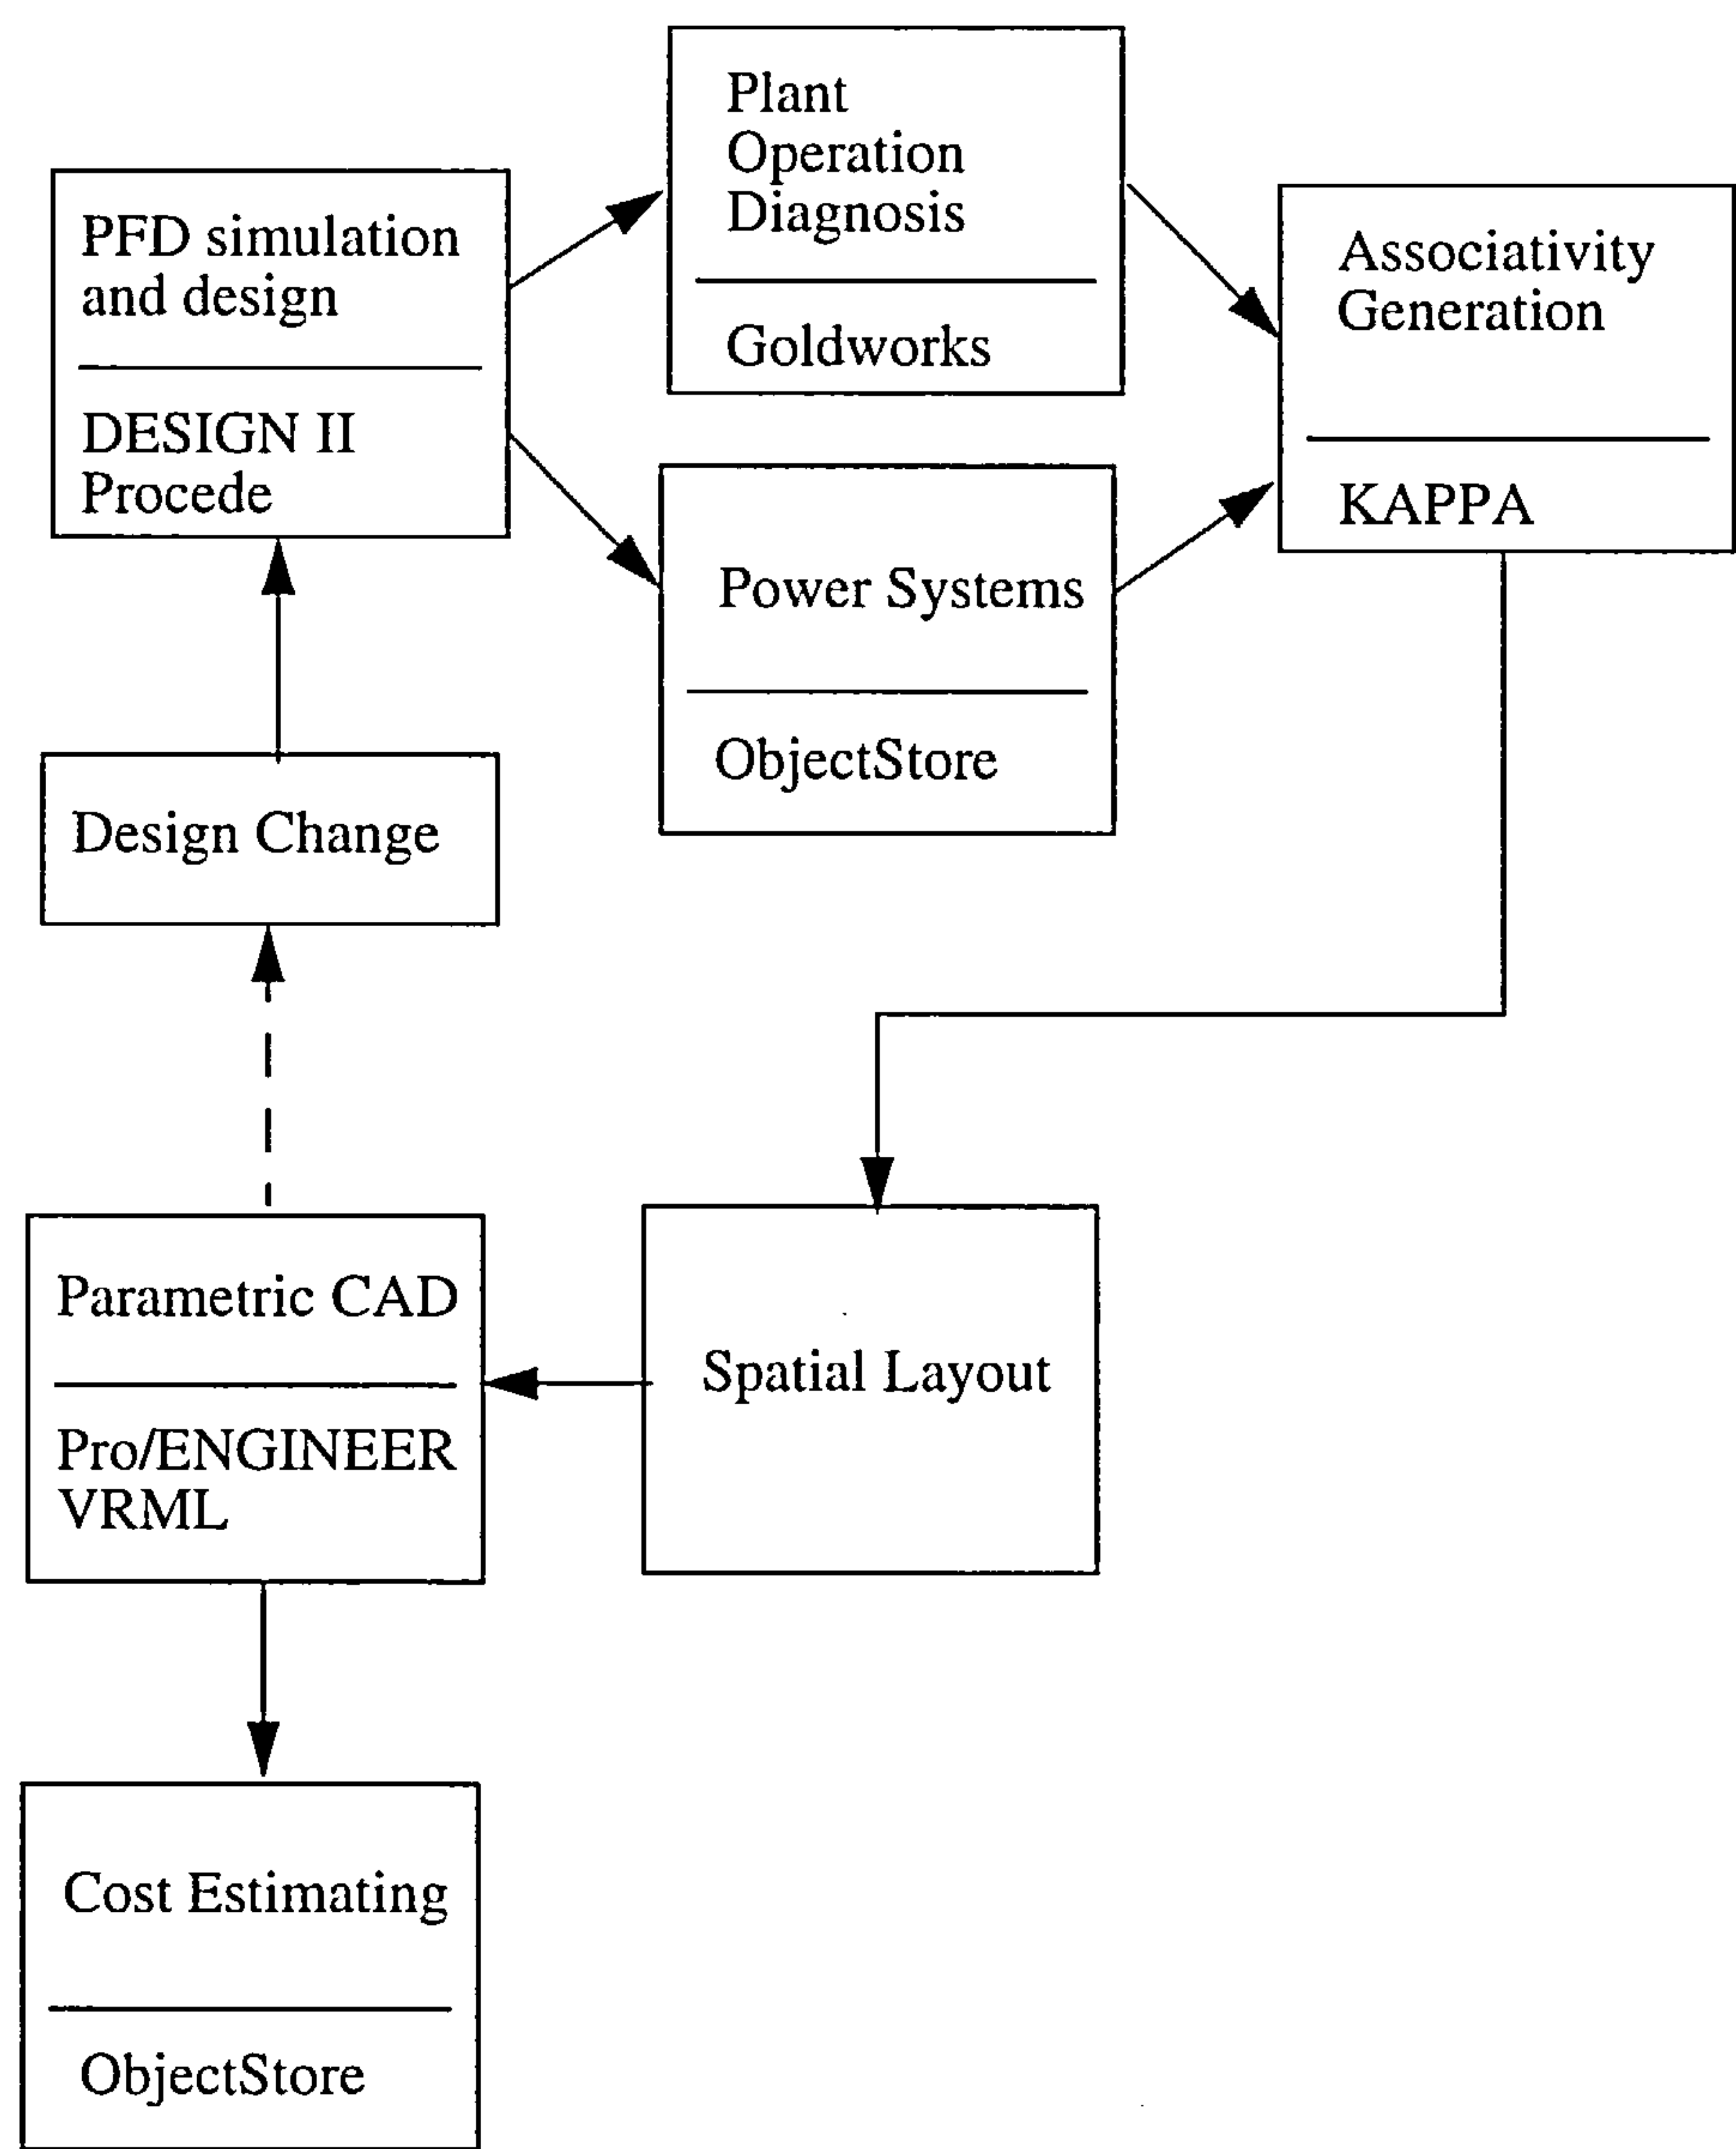 Plant
Operation
Diagnosis
Goldworks
PFD simulation
and design
DESIGN II
Procede
Associativity
Generation
KAPPA
Power Systems
ObjectStore
Design Change
Parametric CAD
Pro/ENGINEER
VRML
Spatial Layout
Cost Estimating
ObjectStore